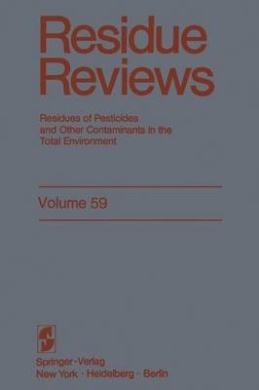 Residue
Reviews
Residues of Pesticides
and Other Contaminants in the
Total Environment
Volume 59
Springer-Verlag
New York · Heidelberg · Berlin